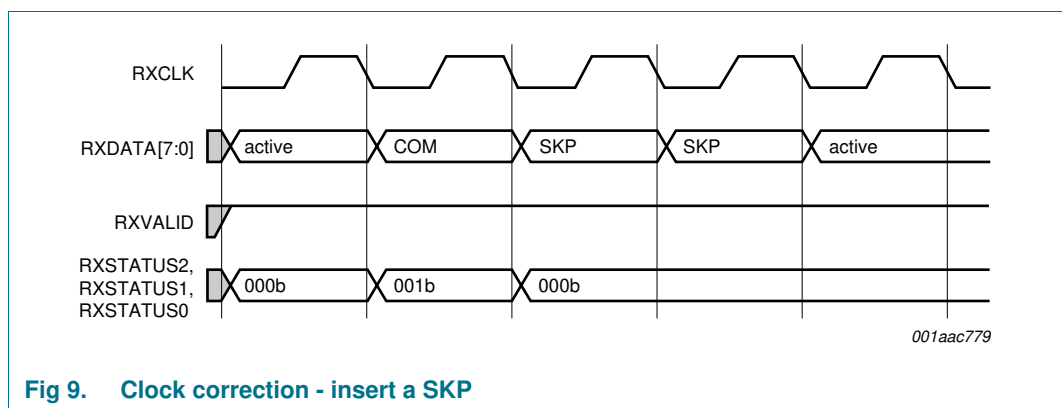 RXCLK
RXDATA[7:0] active COM SKP SKP active
RXVALID
RXSTATUS2,
RXSTATUS1, 000b 001b 000b
RXSTATUS0
001aac779
Fig 9. Clock correction - insert a SKP